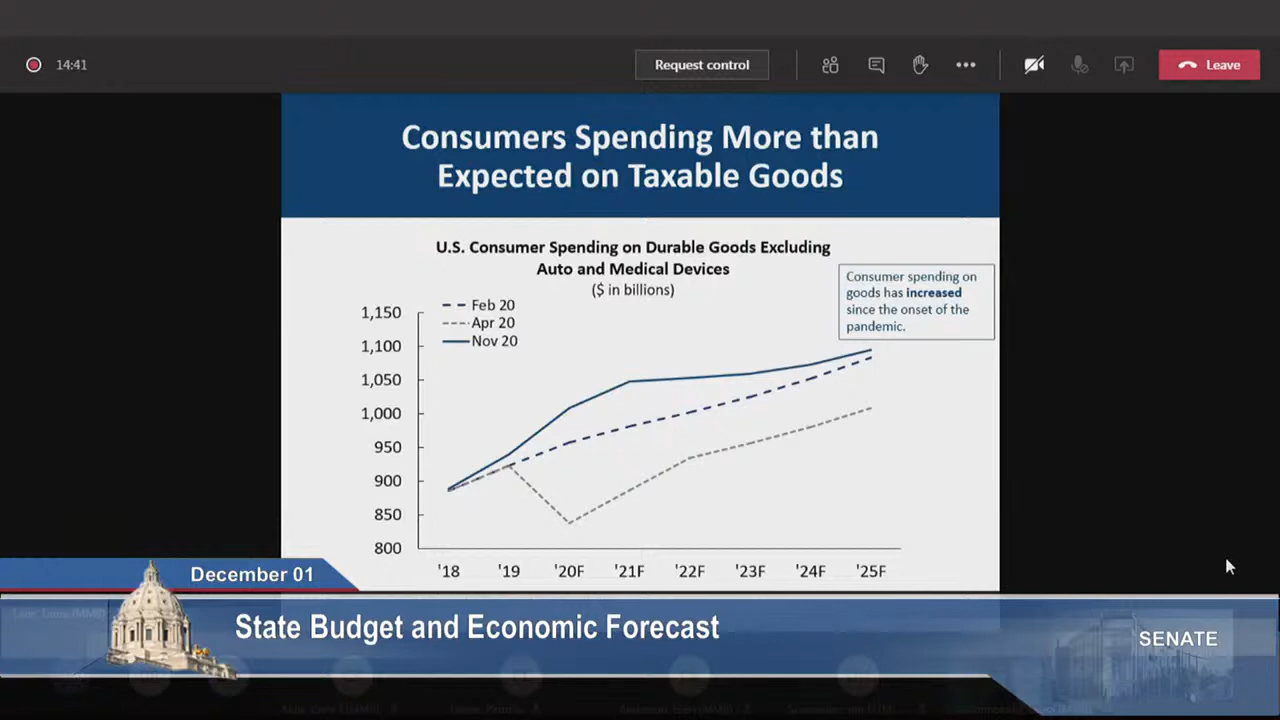 14:41
Request control
Leave
Consumers Spending More than
Expected on Taxable Goods
U.S. Consumer Spending on Durable Goods Excluding
Auto and Medical Devices
($ in billions)
Consumer spending on
goods has increased
since the onset of the
pandemic.
Feb 20
Apr 20
Nov 20
1,150
1,100
1,050
1,000
950
900
850
800
'18 '19 '20F '21F '22F '23F '24F '25F
December 01
State Budget and Economic Forecast
SENATE